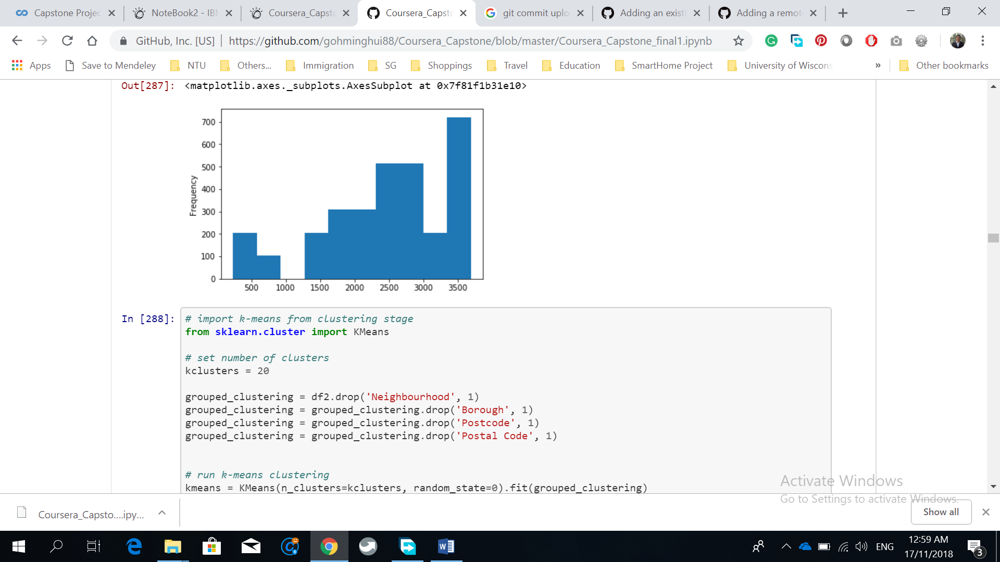 Capstone Projec
NoteBook2 - IBM
Coursera_Capsto
Coursera_Capsto
git commit uplo
Adding an existi
Adding a remot
GitHub, Inc. [US]
https://github.com/gohminghui88/Coursera_Capstone/blob/master/Coursera_Capstone_final1.ipynb
Apps
Save to Mendeley
NTU
Others...
Immigration
SG
Shoppings
Travel
Education
SmartHome Project
University of Wiscons
»
Other bookmarks
Out[287]: <matplotlib.axes._subplots.AxesSubplot at 0x7f81f1b31e10>
700
600
500
400
300
200
100
0
Frequency
500 1000 1500 2000 2500 3000 3500
In [288]: # import k-means from clustering stage
from sklearn.cluster import KMeans
# set number of clusters
kclusters = 20
grouped_clustering = df2.drop('Neighbourhood', 1)
grouped_clustering = grouped_clustering.drop('Borough', 1)
grouped_clustering = grouped_clustering.drop('Postcode', 1)
grouped_clustering = grouped_clustering.drop('Postal Code', 1)
# run k-means clustering
kmeans = KMeans(n_clusters=kclusters, random_state=0).fit(grouped_clustering)
Activate Windows
Go to Settings to activate Windows.
Coursera_Capsto....ipy...
Show all
ENG
12:59 AM
17/11/2018
3